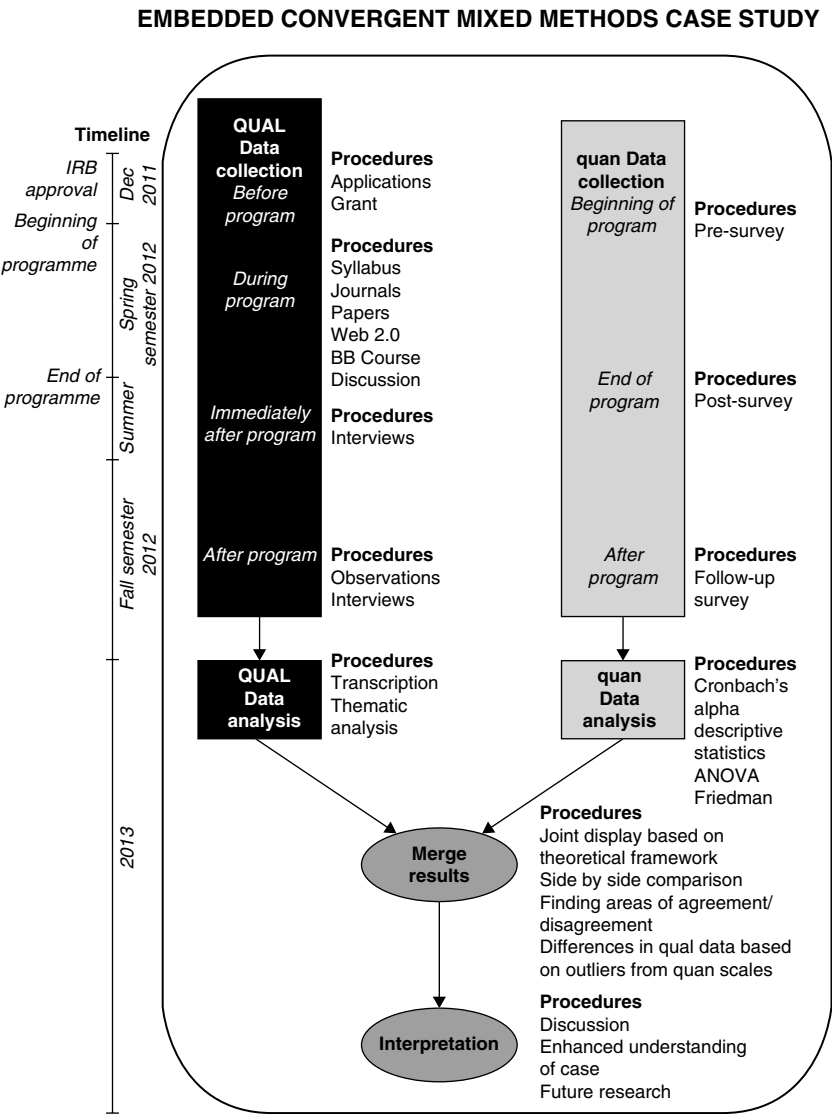 EMBEDDED CONVERGENT MIXED METHODS CASE STUDY
Timeline
IRB
approval
Dec
2011
Beginning
of
programme
Spring
semester 2012
End of
programme
Summer
Fall semester
2012
2013
QUAL
Data
collection
Before
program
Procedures
Applications
Grant
During
program
Procedures
Syllabus
Journals
Papers
Web 2.0
BB Course
Discussion
Immediately
after program
Procedures
Interviews
After program
Procedures
Observations
Interviews
quan Data
collection
Beginning of
program
Procedures
Pre-survey
End of
program
Procedures
Post-survey
After
program
Procedures
Follow-up
survey
QUAL
Data
analysis
Procedures
Transcription
Thematic
analysis
quan
Data
analysis
Procedures
Cronbach's
alpha
descriptive
statistics
ANOVA
Friedman
Merge
results
Procedures
Joint display based on
theoretical framework
Side by side comparison
Finding areas of agreement/
disagreement
Differences in qual data based
on outliers from quan scales
Interpretation
Procedures
Discussion
Enhanced understanding
of case
Future research